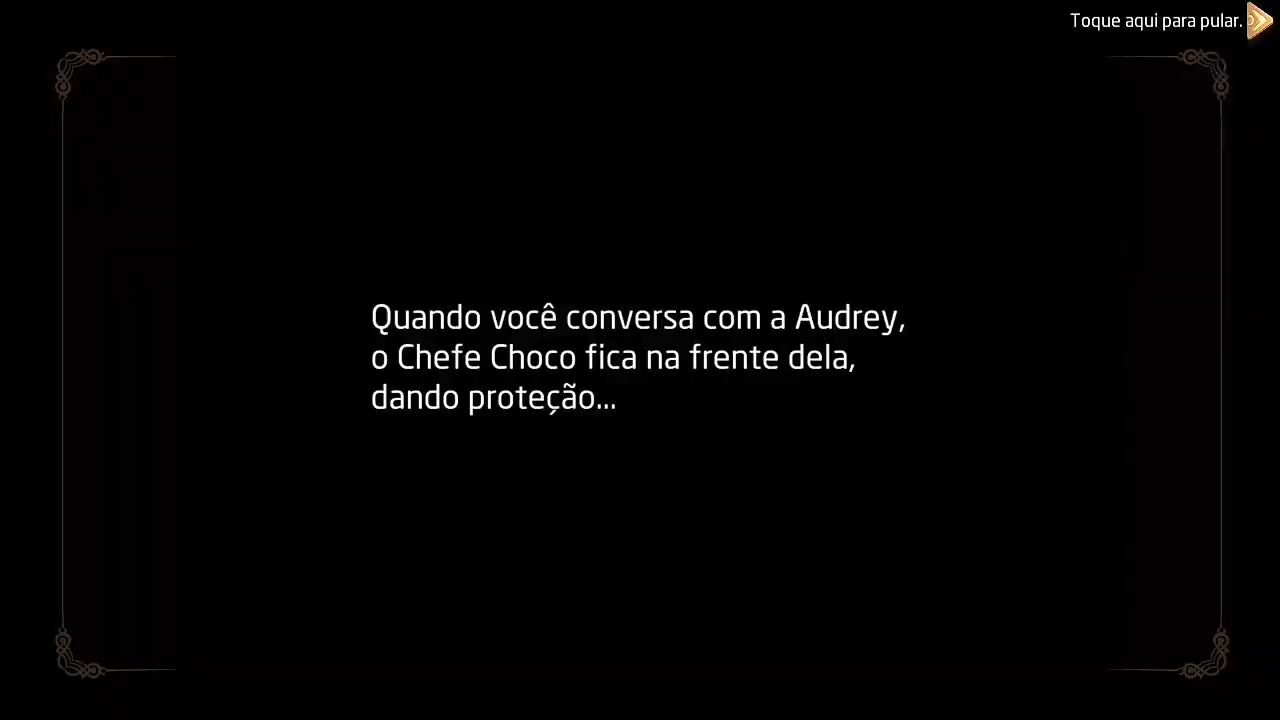 Toque aqui para pular.
Quando você conversa com a Audrey,
o Chefe Choco fica na frente dela,
dando proteção...